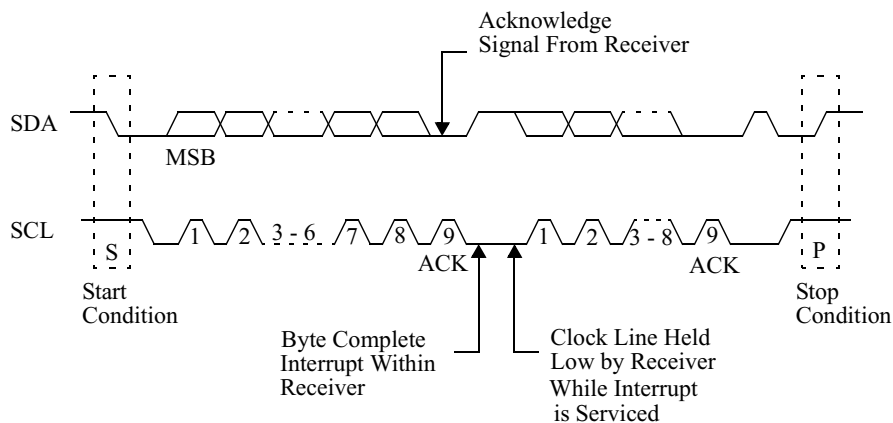 Acknowledge
Signal From Receiver
SDA
MSB
SCL
S
1
2
3 - 6
7
8
9
ACK
1
2
3 - 8
9
ACK
P
Start
Condition
Stop
Condition
Byte Complete
Interrupt Within
Receiver
Clock Line Held
Low by Receiver
While Interrupt
is Serviced